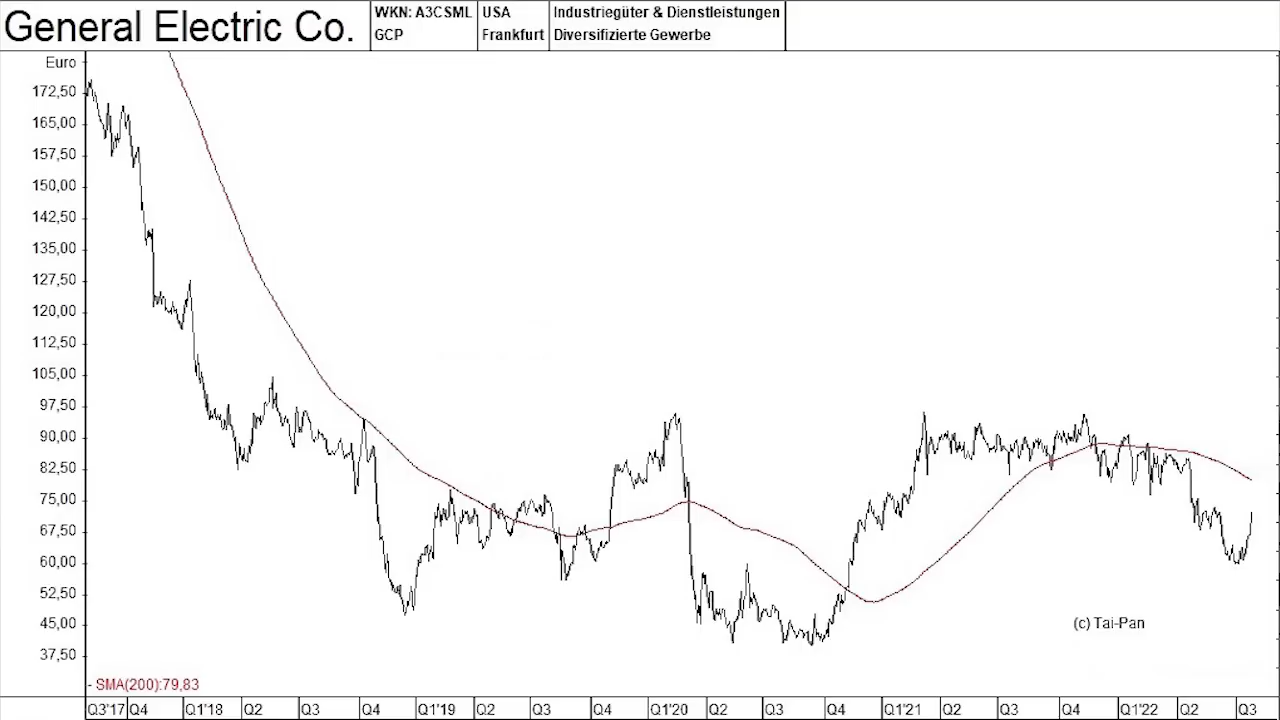 General Electric Co.
WKN: A3CSML
GCP
USA
Frankfurt
Industriegüter & Dienstleistungen
Diversifizierte Gewerbe
Euro
172,50
165,00
157,50
150,00
142,50
135,00
127,50
120,00
112,50
105,00
97,50
90,00
82,50
75,00
67,50
60,00
52,50
45,00
37,50
(c) Tai-Pan
- SMA(200):79,83
Q3'17 Q4 Q1'18 Q2 Q3 Q4 Q1'19 Q2 Q3 Q4 Q1'20 Q2 Q3 Q4 Q1'21 Q2 Q3 Q4 Q1'22 Q2 Q3